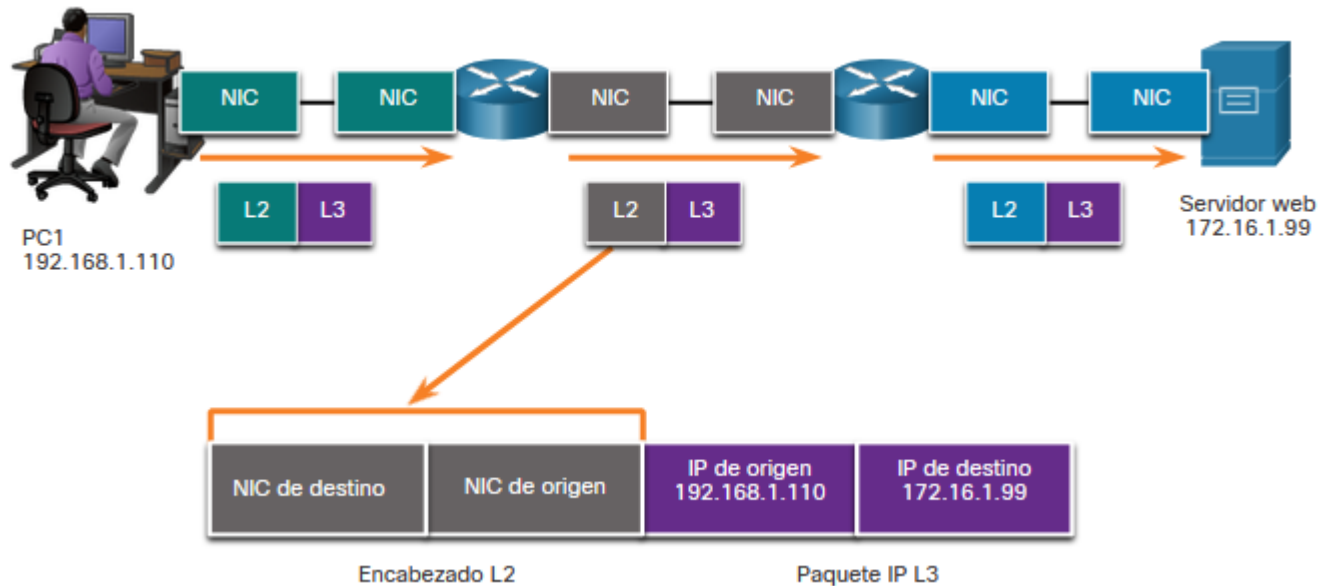 NIC
NIC
NIC
NIC
NIC
NIC
L2
L3
L2
L3
L2
L3
PC1
192.168.1.110
Servidor web
172.16.1.99
NIC de destino
NIC de origen
IP de origen
192.168.1.110
IP de destino
172.16.1.99
Encabezado L2
Paquete IP L3